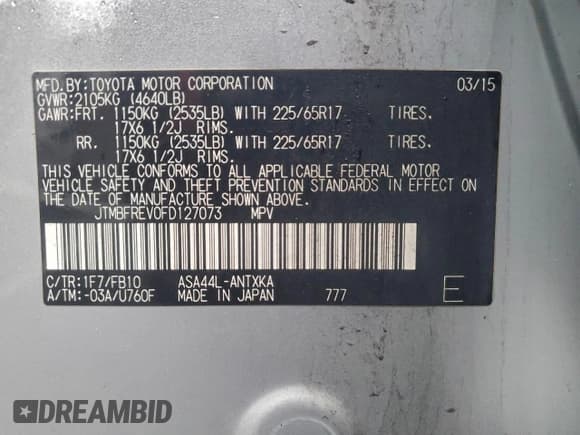 MFD.BY:TOYOTA MOTOR CORPORATION 03/15
GVWR:2105KG (4640LB)
GAWR:FRT. 1150KG (2535LB) WITH 225/65R17 TIRES.
17X6 1/2J RIMS.
RR. 1150KG (2535LB) WITH 225/65R17 TIRES.
17X6 1/2J RIMS.
THIS VEHICLE CONFORMS TO ALL APPLICABLE FEDERAL MOTOR
VEHICLE SAFETY AND THEFT PREVENTION STANDARDS IN EFFECT ON
THE DATE OF MANUFACTURE SHOWN ABOVE.
JTMBFREV0FD127073 MPV
C/TR:1F7/FB10 ASA44L-ANTXKA
A/TM:-03A/U760F MADE IN JAPAN 777 E
DREAMBID